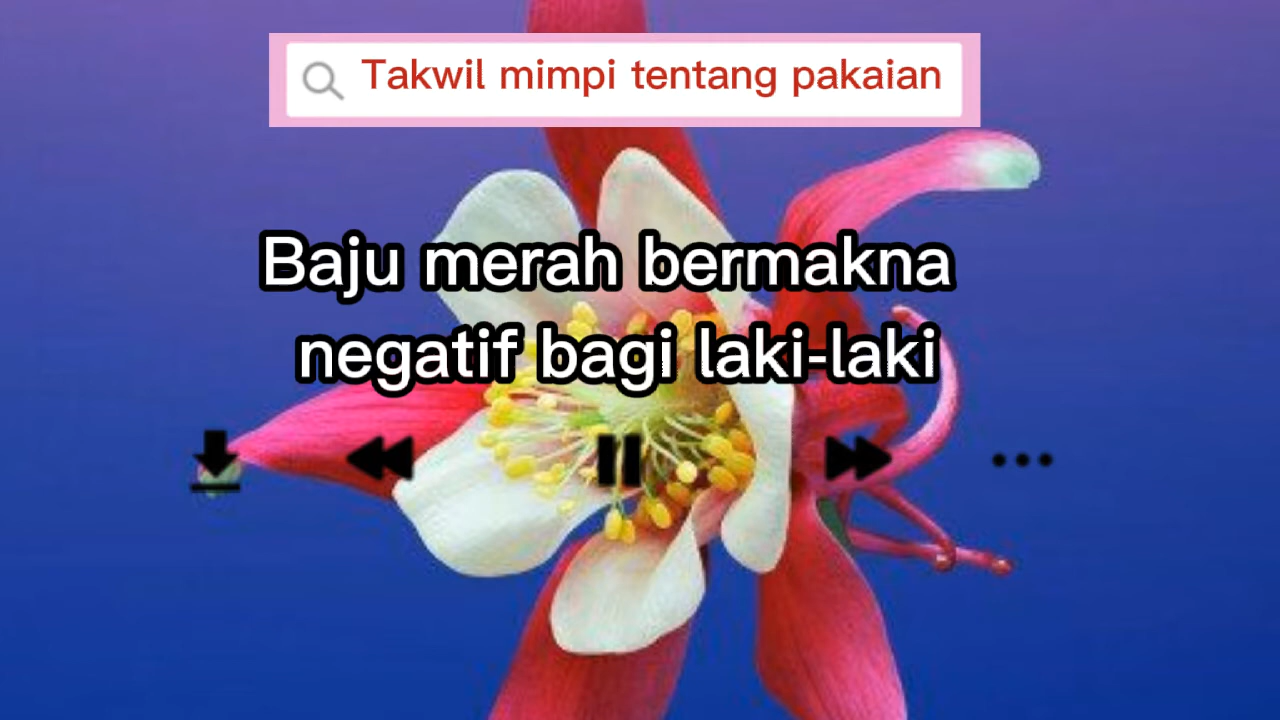 Takwil mimpi tentang pakaian
Baju merah bermakna
negatif bagi laki-laki